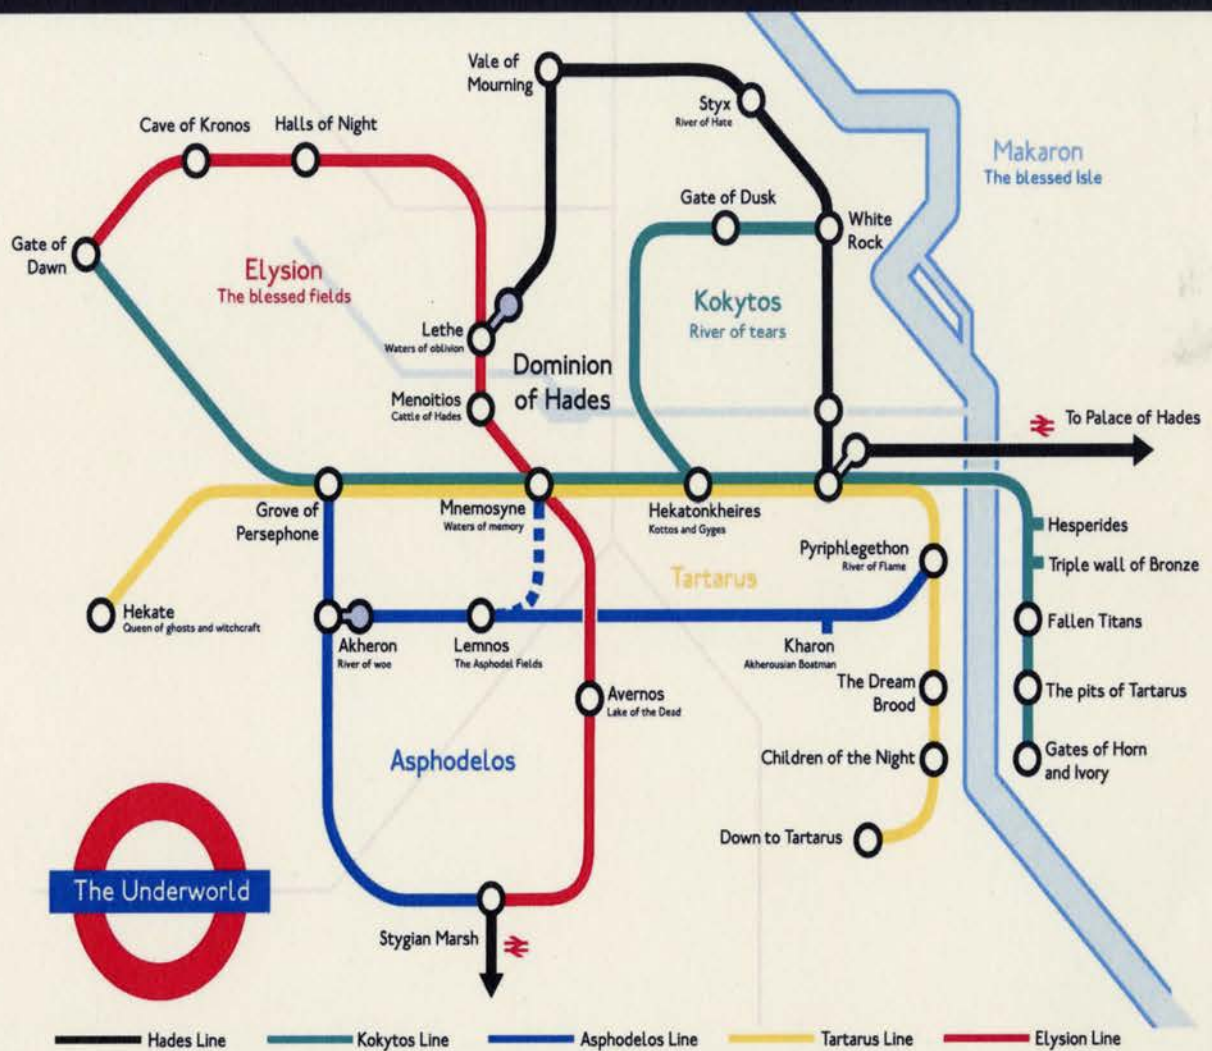 Vale of
Mourning
Styx
River of Hate
Cave of Kronos
Halls of Night
Makaron
The blessed Isle
Gate of Dusk
White
Rock
Gate of
Dawn
Elysion
The blessed fields
Kokytos
River of tears
Lethe
Waters of oblivion
Dominion
of Hades
Menoitios
Cattle of Hades
To Palace of Hades
Grove of
Persephone
Mnemosyne
Waters of memory
Hekatonkheires
Kottos and Gyges
Hesperides
Pyriphlegethon
River of Flame
Triple wall of Bronze
Tartarus
Hekate
Queen of ghosts and witchcraft
Fallen Titans
Akheron
River of woe
Lemnos
The Asphodel Fields
Kharon
Akherousian Boatman
The Dream
Brood
The pits of Tartarus
Avernos
Lake of the Dead
Asphodelos
Children of the Night
Gates of Horn
and Ivory
Down to Tartarus
The Underworld
Stygian Marsh
Hades Line
Kokytos Line
Asphodelos Line
Tartarus Line
Elysion Line